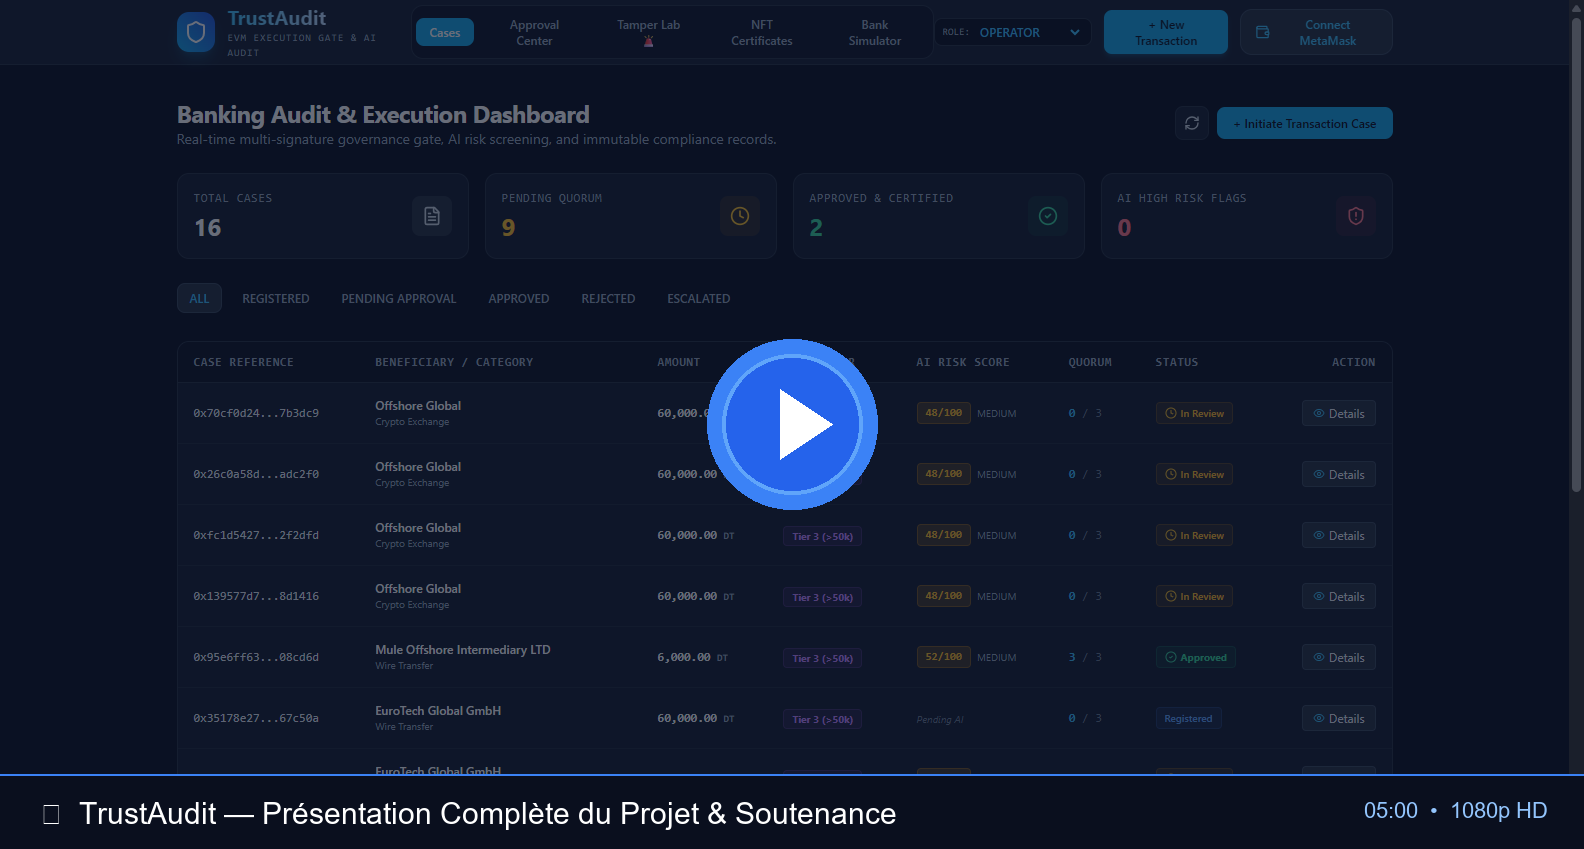 TrustAudit
EVM EXECUTION GATE & AI
AUDIT
Cases
Approval
Center
Tamper Lab
🚨
NFT
Certificates
Bank
Simulator
ROLE: OPERATOR
+ New
Transaction
Connect
MetaMask
Banking Audit & Execution Dashboard
Real-time multi-signature governance gate, AI risk screening, and immutable compliance records.
+ Initiate Transaction Case
TOTAL CASES
16
PENDING QUORUM
9
APPROVED & CERTIFIED
2
AI HIGH RISK FLAGS
0
ALL REGISTERED PENDING APPROVAL APPROVED REJECTED ESCALATED
CASE REFERENCE BENEFICIARY / CATEGORY AMOUNT AI RISK SCORE QUORUM STATUS ACTION
0x70cf0d24...7b3dc9 Offshore Global 60,000.0 48/100 MEDIUM 0 / 3 In Review Details
Crypto Exchange
0x26c0a58d...adc2f0 Offshore Global 60,000.00 48/100 MEDIUM 0 / 3 In Review Details
Crypto Exchange
0xfc1d5427...2f2dfd Offshore Global 60,000.00 DT Tier 3 (>50k) 48/100 MEDIUM 0 / 3 In Review Details
Crypto Exchange
0x139577d7...8d1416 Offshore Global 60,000.00 DT Tier 3 (>50k) 48/100 MEDIUM 0 / 3 In Review Details
Crypto Exchange
0x95e6ff63...08cd6d Mule Offshore Intermediary LTD 6,000.00 DT Tier 3 (>50k) 52/100 MEDIUM 3 / 3 Approved Details
Wire Transfer
0x35178e27...67c50a EuroTech Global GmbH 60,000.00 DT Tier 3 (>50k) Pending AI 0 / 3 Registered Details
Wire Transfer
EuroTech Global GmbH
TrustAudit — Présentation Complète du Projet & Soutenance
05:00 • 1080p HD